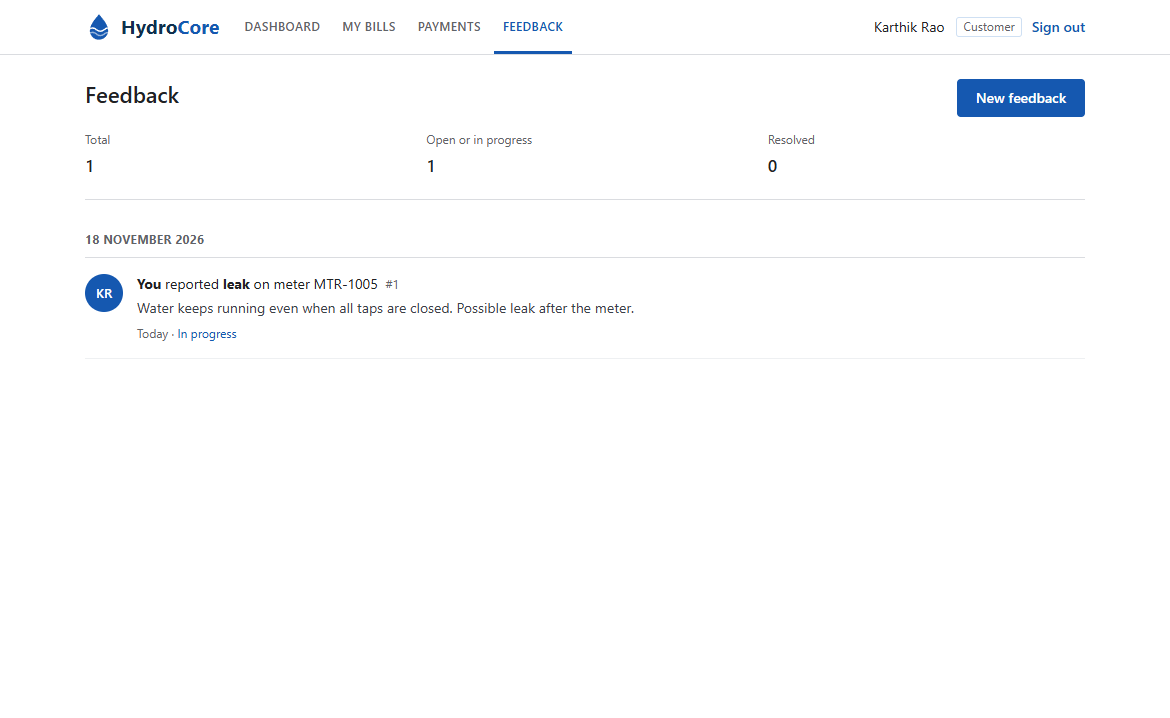 HydroCore DASHBOARD MY BILLS PAYMENTS FEEDBACK Karthik Rao Customer Sign out
Feedback New feedback
Total Open or in progress Resolved
1 1 0
18 NOVEMBER 2026
KR You reported leak on meter MTR-1005 #1
Water keeps running even when all taps are closed. Possible leak after the meter.
Today · In progress